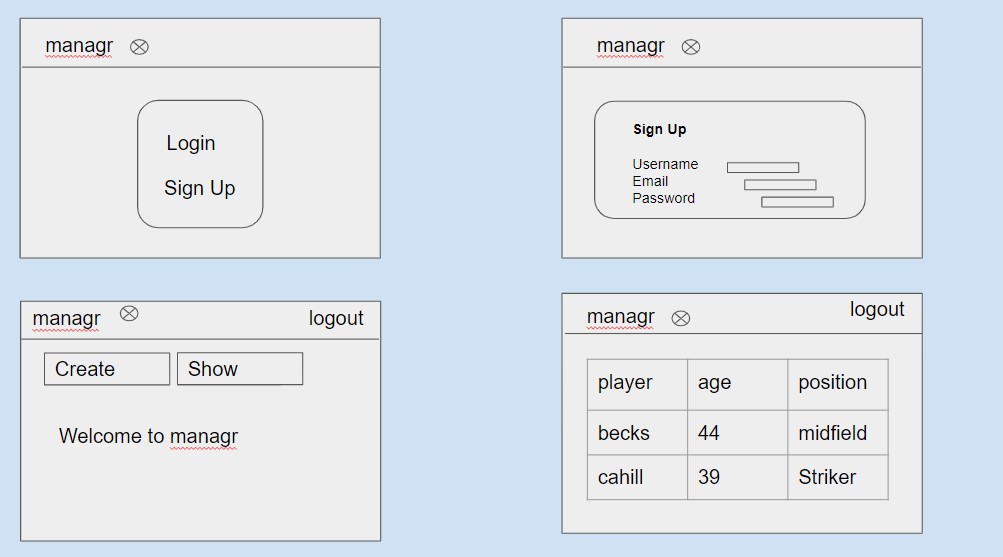 managr
Login
Sign Up
managr
Sign Up
Username
Email
Password
managr
logout
Create
Show
Welcome to managr
managr
logout
player age position
becks 44 midfield
cahill 39 Striker